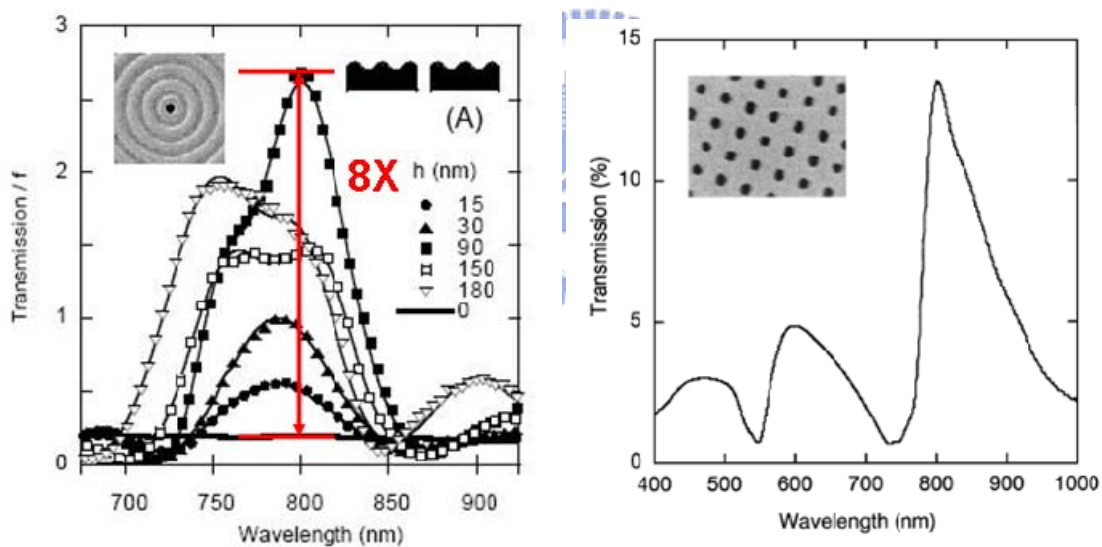 3
2
1
0
Transmission / f
700 750 800 850 900
Wavelength (nm)
(A)
8X
h (nm)
15
30
90
150
180
0
15
10
5
0
Transmission (%)
400 500 600 700 800 900 1000
Wavelength (nm)